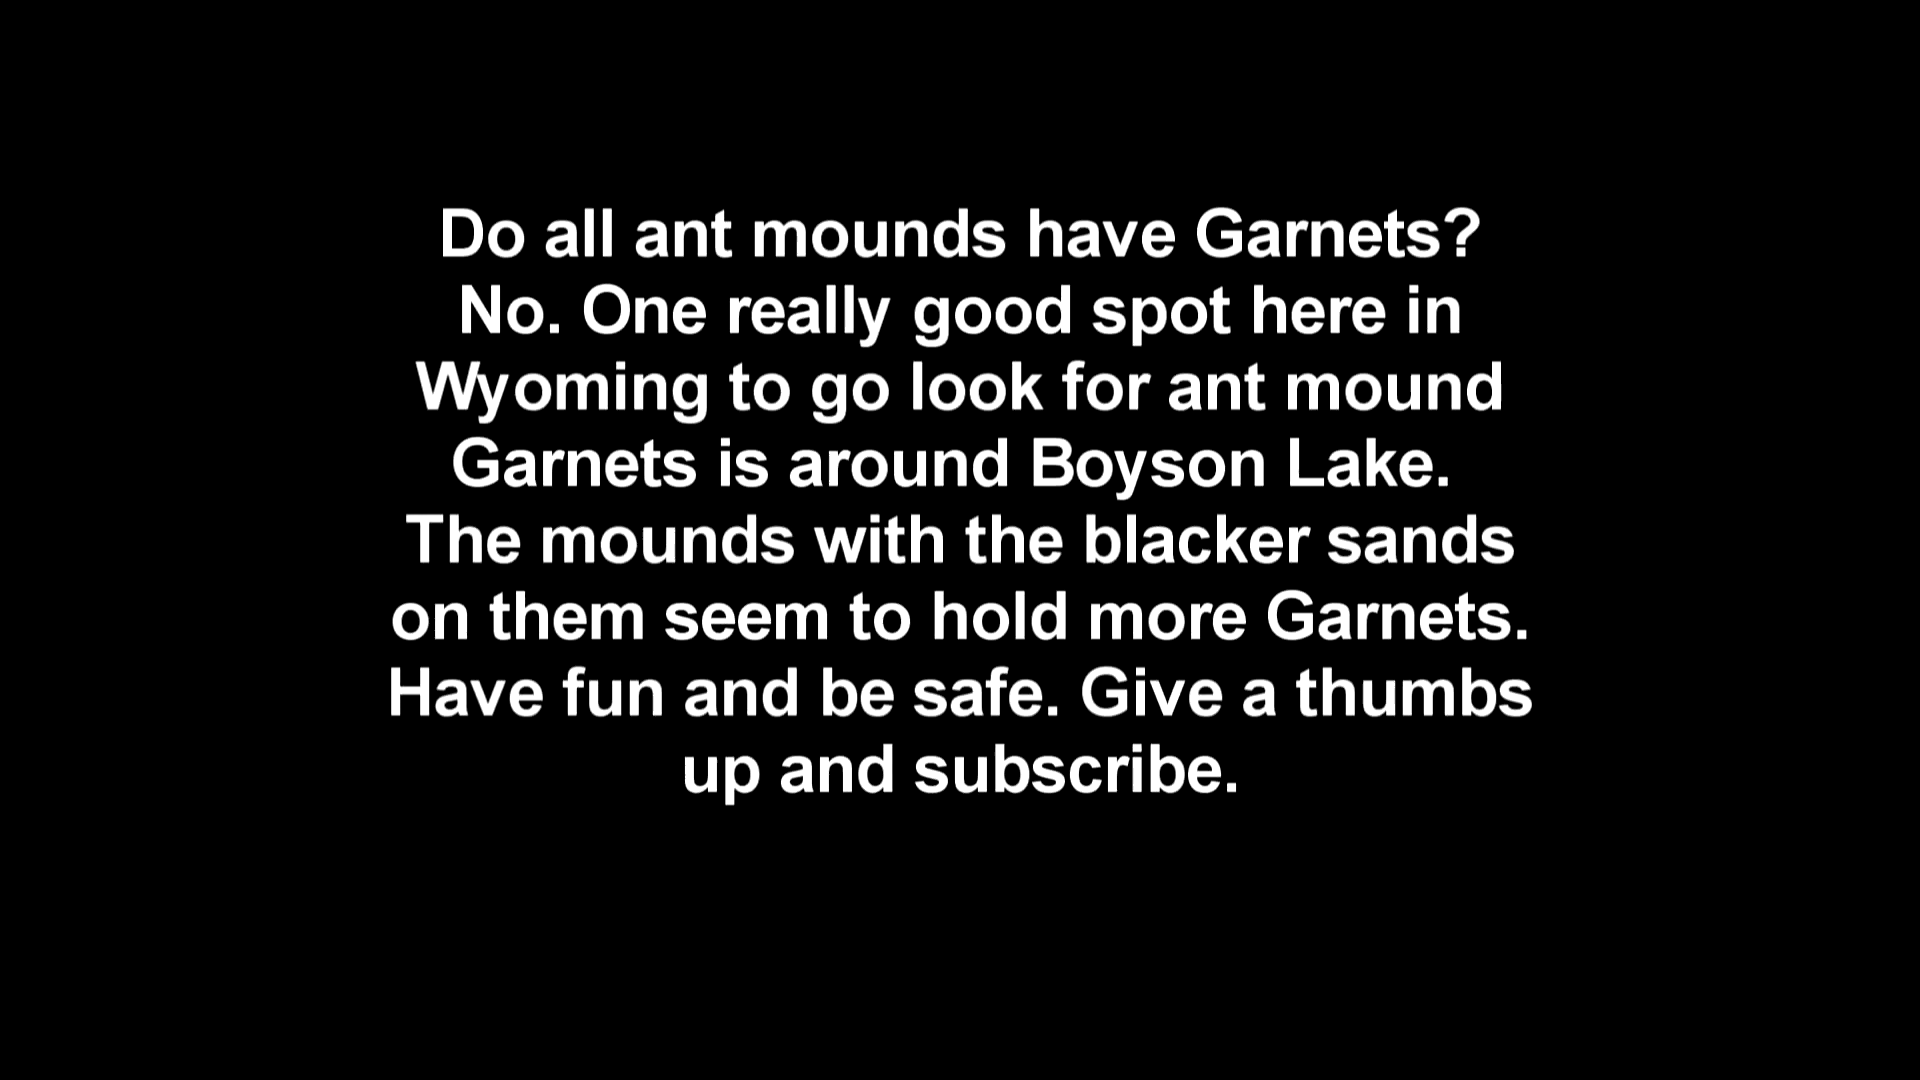 Do all ant mounds have Garnets?
No. One really good spot here in
Wyoming to go look for ant mound
Garnets is around Boyson Lake.
The mounds with the blacker sands
on them seem to hold more Garnets.
Have fun and be safe. Give a thumbs
up and subscribe.